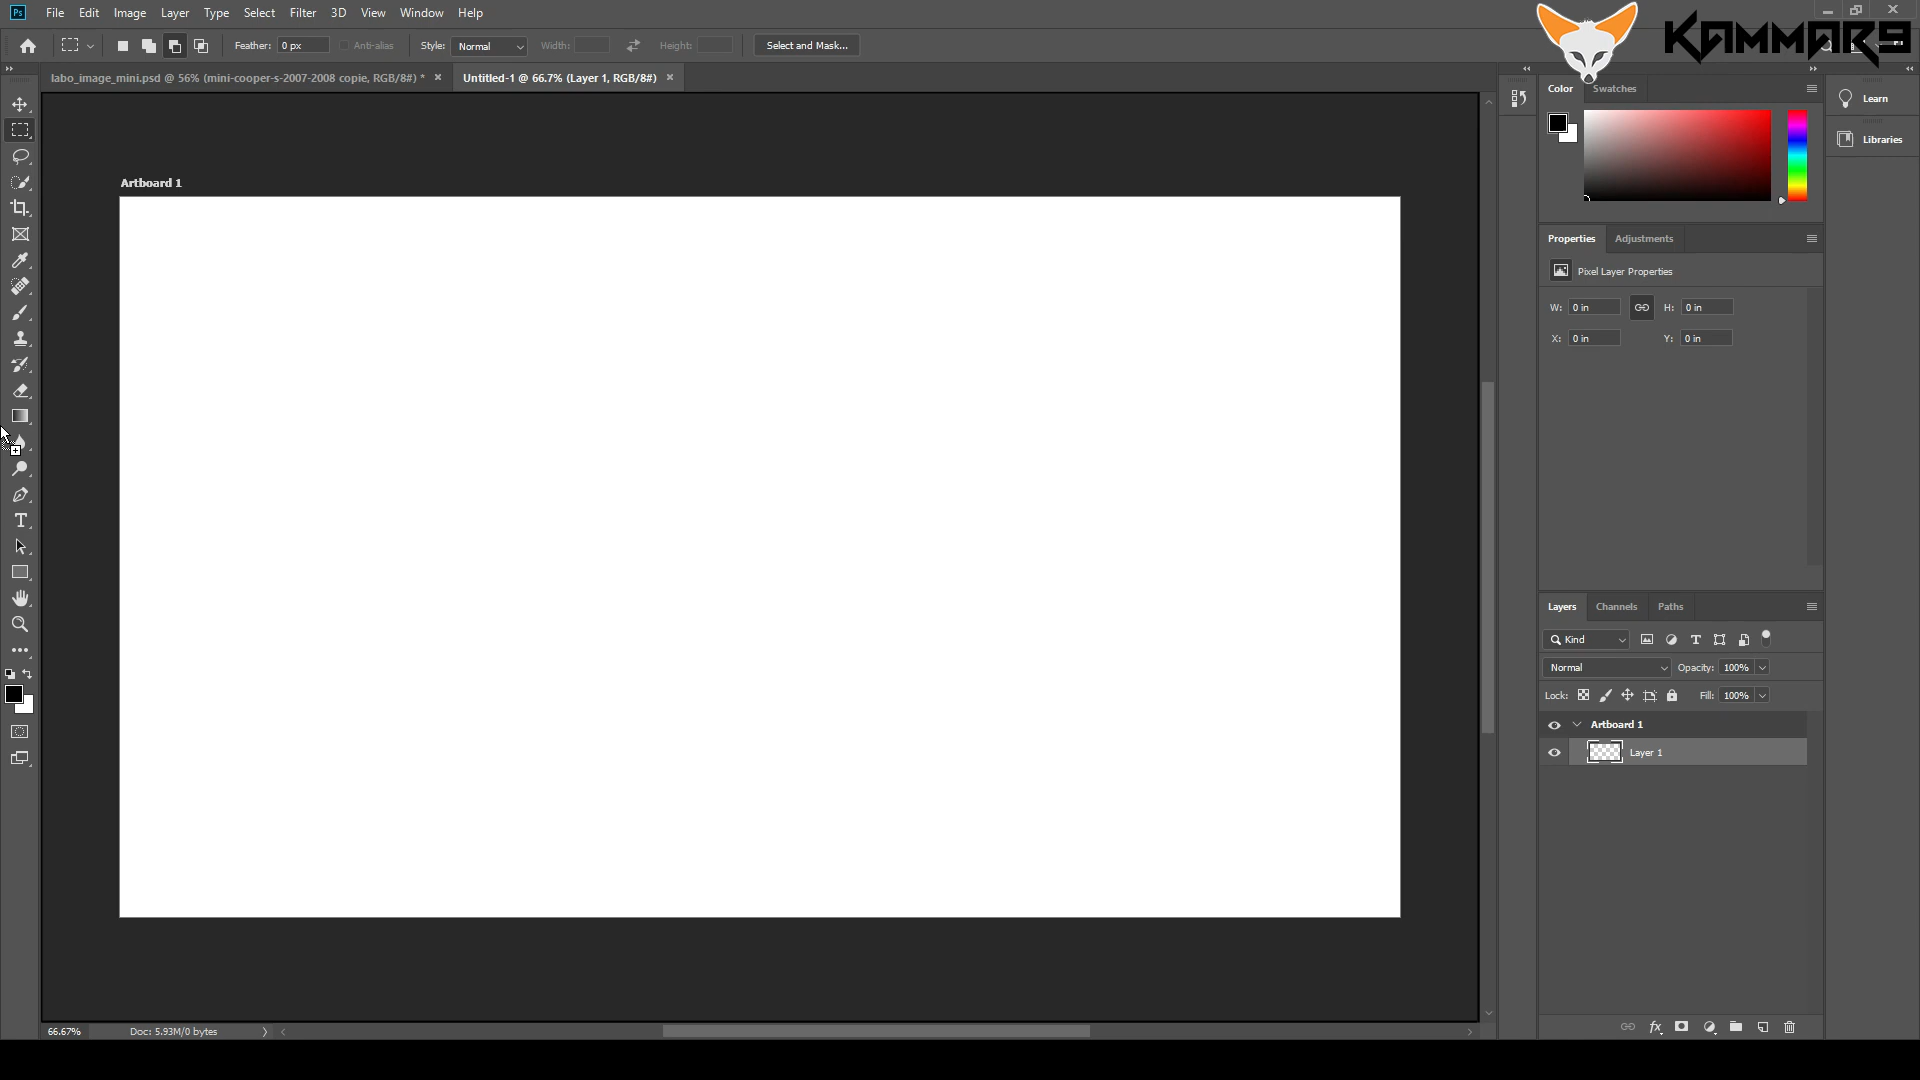 Ps File Edit Image Layer Type Select Filter 3D View Window Help
KAMMAR9
Feather: 0 px Anti-alias Style: Normal Width: Height: Select and Mask...
labo_image_mini.psd @ 56% (mini-cooper-s-2007-2008 copie, RGB/8#) * × Untitled-1 @ 66.7% (Layer 1, RGB/8#) ×
Color Swatches
Learn
Libraries
Artboard 1
Properties Adjustments
Pixel Layer Properties
W: 0 in H: 0 in
X: 0 in Y: 0 in
Layers Channels Paths
Kind
Normal Opacity: 100%
Lock: Fill: 100%
Artboard 1
Layer 1
66.67% Doc: 5.93M/0 bytes